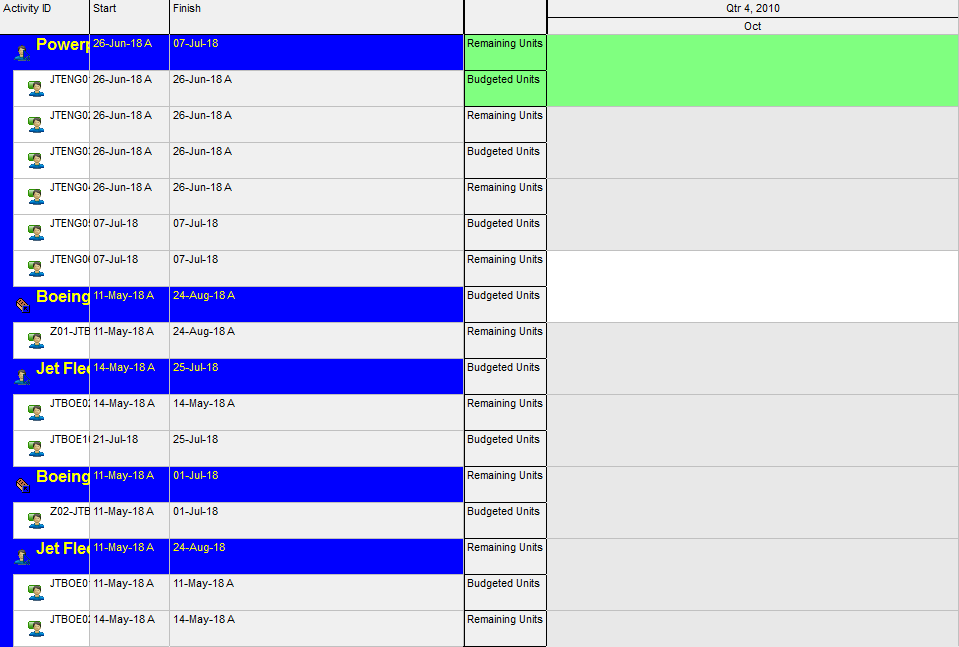 Activity ID Start Finish Qtr 4, 2010
Oct
Powerp 26-Jun-18 A 07-Jul-18 Remaining Units
JTENG0 26-Jun-18 A 26-Jun-18 A Budgeted Units
JTENG02 26-Jun-18 A 26-Jun-18 A Remaining Units
JTENG03 26-Jun-18 A 26-Jun-18 A Budgeted Units
JTENG04 26-Jun-18 A 26-Jun-18 A Remaining Units
JTENG05 07-Jul-18 07-Jul-18 Budgeted Units
JTENG06 07-Jul-18 07-Jul-18 Remaining Units
Boeing 11-May-18 A 24-Aug-18 A Budgeted Units
Z01-JTB 11-May-18 A 24-Aug-18 A Remaining Units
Jet Flee 14-May-18 A 25-Jul-18 Budgeted Units
JTBOE02 14-May-18 A 14-May-18 A Remaining Units
JTBOE1 21-Jul-18 25-Jul-18 Budgeted Units
Boeing 11-May-18 A 01-Jul-18 Remaining Units
Z02-JTB 11-May-18 A 01-Jul-18 Budgeted Units
Jet Flee 11-May-18 A 24-Aug-18 Remaining Units
JTBOE0 11-May-18 A 11-May-18 A Budgeted Units
JTBOE02 14-May-18 A 14-May-18 A Remaining Units